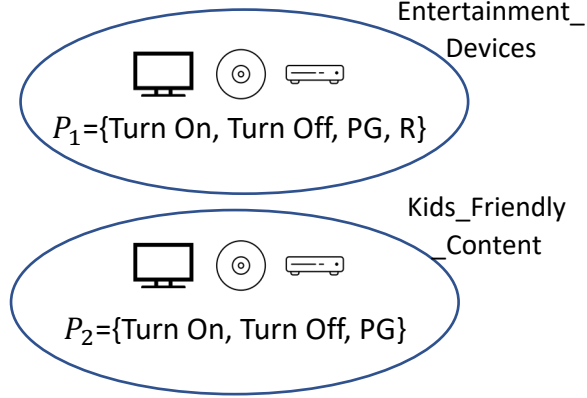 Entertainment_
Devices
𝑃₁={Turn On, Turn Off, PG, R}
Kids_Friendly
_Content
𝑃₂={Turn On, Turn Off, PG}